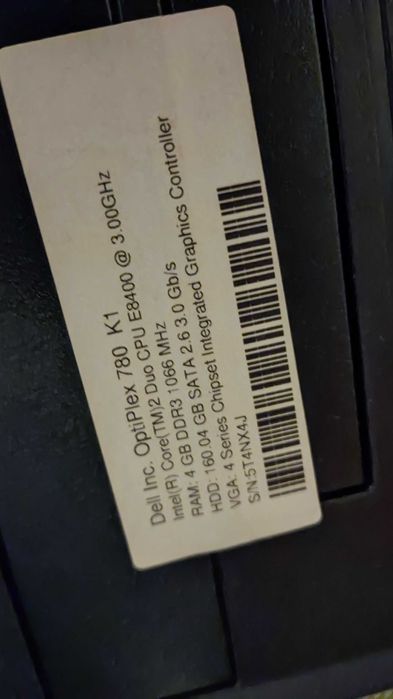 Dell Inc. OptiPlex 780 K1
Intel(R) Core(TM)2 Duo CPU E8400 @ 3.00GHz
RAM: 4 GB DDR3 1066 MHz
HDD: 160.04 GB SATA 2.6 3.0 Gb/s
VGA: 4 Series Chipset Integrated Graphics Controller
S/N:5T4NX4J